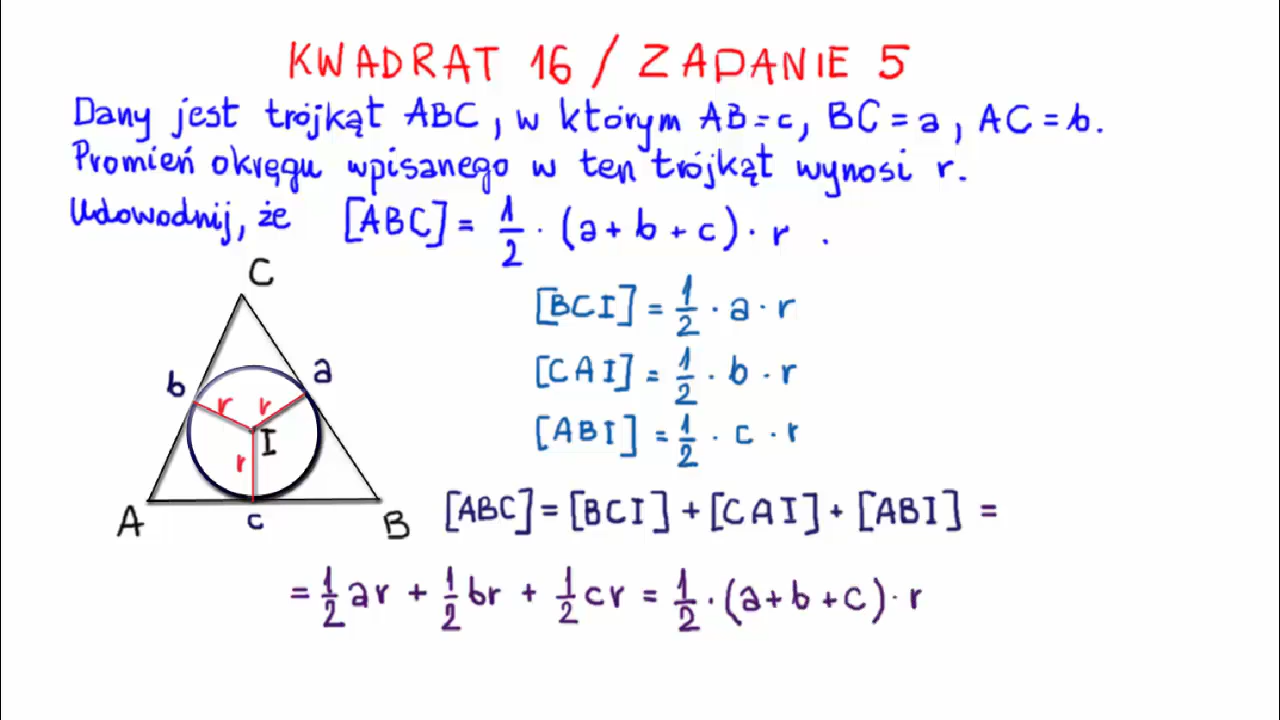 KWADRAT 16 / ZADANIE 5
Dany jest trójkąt ABC, w którym AB = c, BC = a, AC = b.
Promień okręgu wpisanego w ten trójkąt wynosi r.
Udowodnij, że [ABC] = 1/2 · (a + b + c) · r .
C
[BCI] = 1/2 · a · r
b
a
[CAI] = 1/2 · b · r
r r
I
r
[ABI] = 1/2 · c · r
A
c
B
[ABC] = [BCI] + [CAI] + [ABI] =
= 1/2 ar + 1/2 br + 1/2 cr = 1/2 · (a + b + c) · r